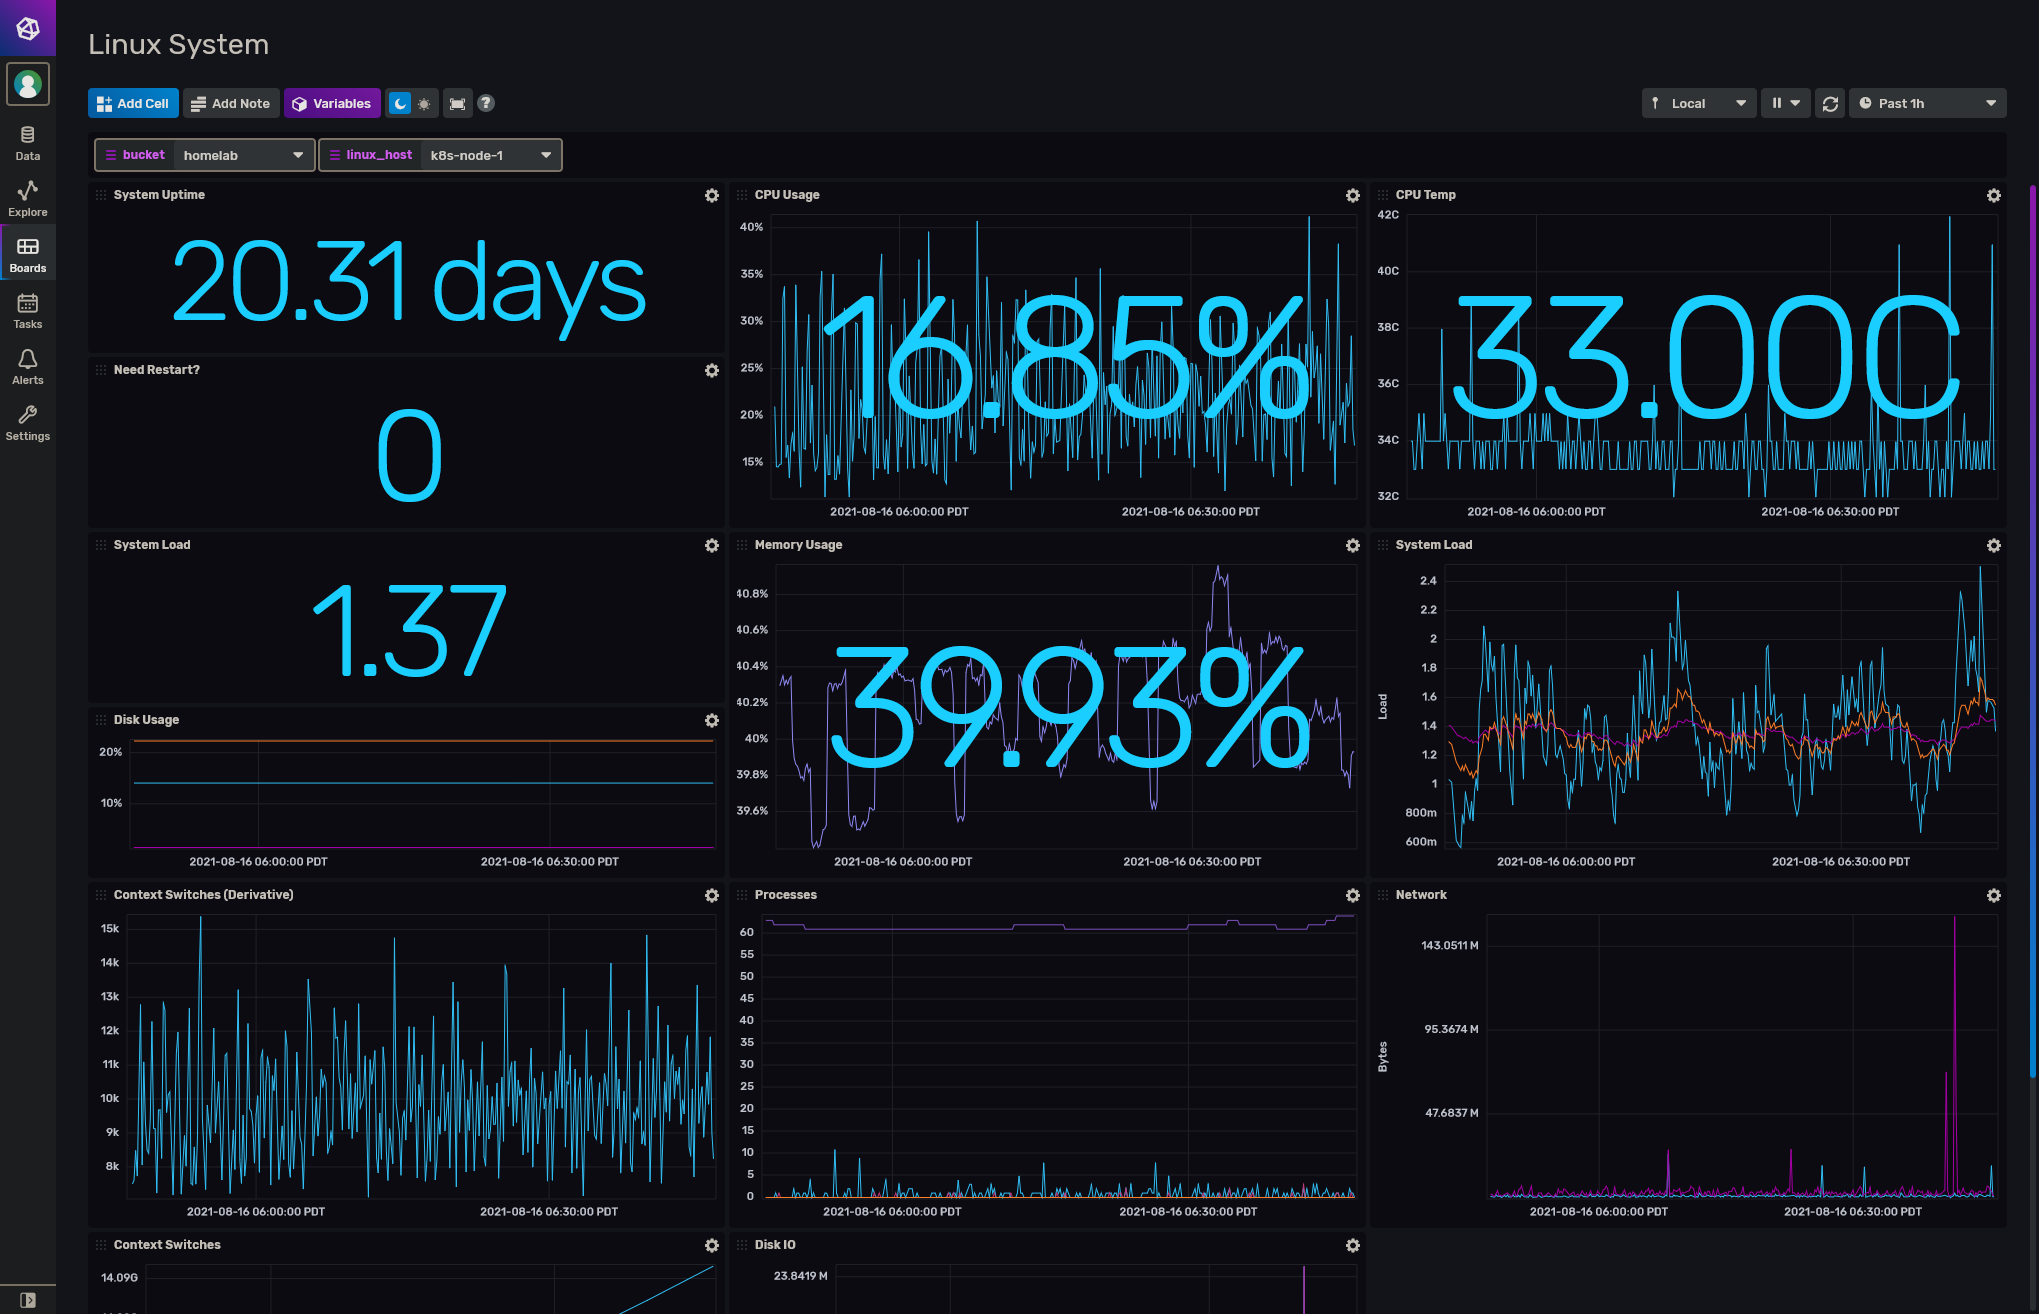 Linux System
Add Cell
Add Note
Variables
?
Local
Past 1h
bucket
homelab
linux_host
k8s-node-1
Data
Explore
Boards
Tasks
Alerts
Settings
System Uptime
20.31 days
CPU Usage
40%
35%
30%
25%
20%
15%
16.85%
2021-08-16 06:00:00 PDT
2021-08-16 06:30:00 PDT
CPU Temp
42C
40C
38C
36C
34C
32C
33.00C
2021-08-16 06:00:00 PDT
2021-08-16 06:30:00 PDT
Need Restart?
0
System Load
1.37
Memory Usage
40.8%
40.6%
40.4%
40.2%
40%
39.8%
39.6%
39.93%
2021-08-16 06:00:00 PDT
2021-08-16 06:30:00 PDT
System Load
Load
2.4
2.2
2
1.8
1.6
1.4
1.2
1
800m
600m
2021-08-16 06:00:00 PDT
2021-08-16 06:30:00 PDT
Disk Usage
20%
10%
2021-08-16 06:00:00 PDT
2021-08-16 06:30:00 PDT
Context Switches (Derivative)
15k
14k
13k
12k
11k
10k
9k
8k
2021-08-16 06:00:00 PDT
2021-08-16 06:30:00 PDT
Processes
60
55
50
45
40
35
30
25
20
15
10
5
0
2021-08-16 06:00:00 PDT
2021-08-16 06:30:00 PDT
Network
Bytes
143.0511 M
95.3674 M
47.6837 M
2021-08-16 06:00:00 PDT
2021-08-16 06:30:00 PDT
Context Switches
14.09G
Disk IO
23.8419 M